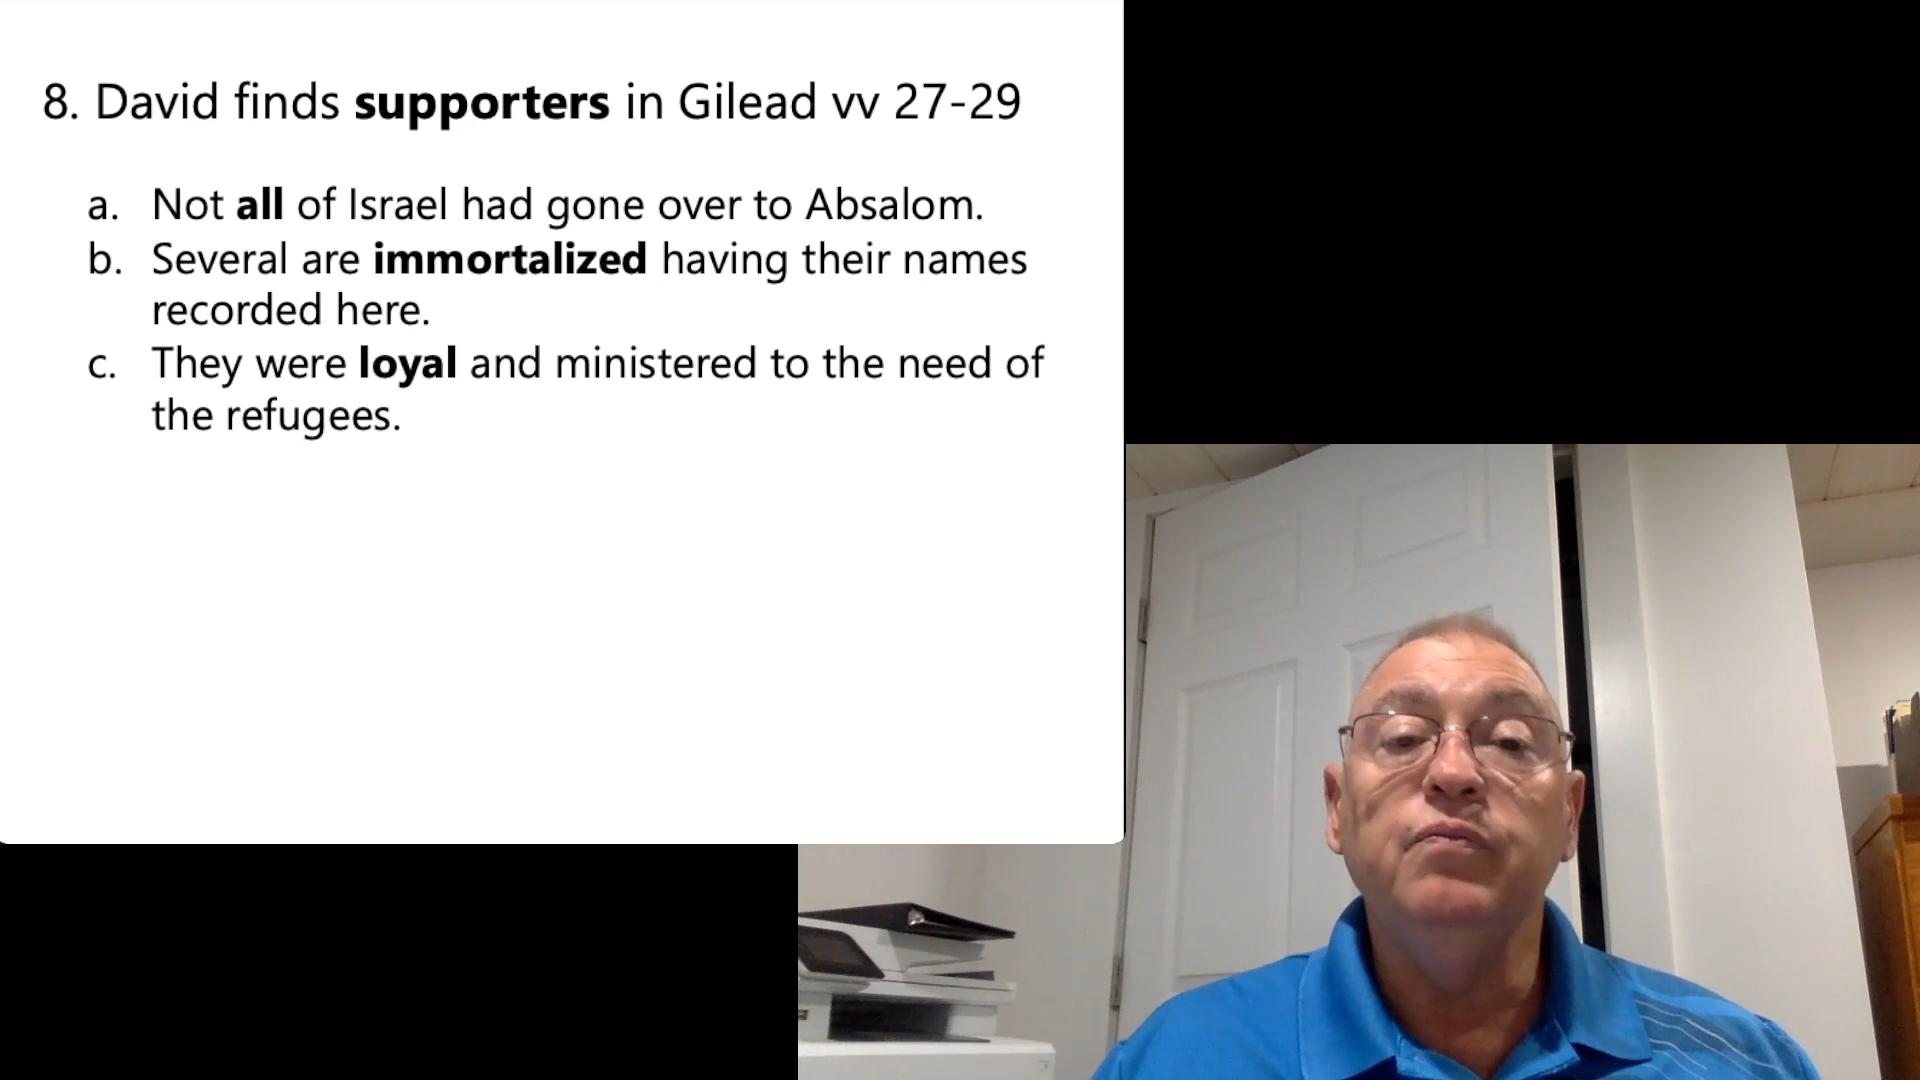 8. David finds supporters in Gilead vv 27-29
a. Not all of Israel had gone over to Absalom.
b. Several are immortalized having their names
recorded here.
c. They were loyal and ministered to the need of
the refugees.